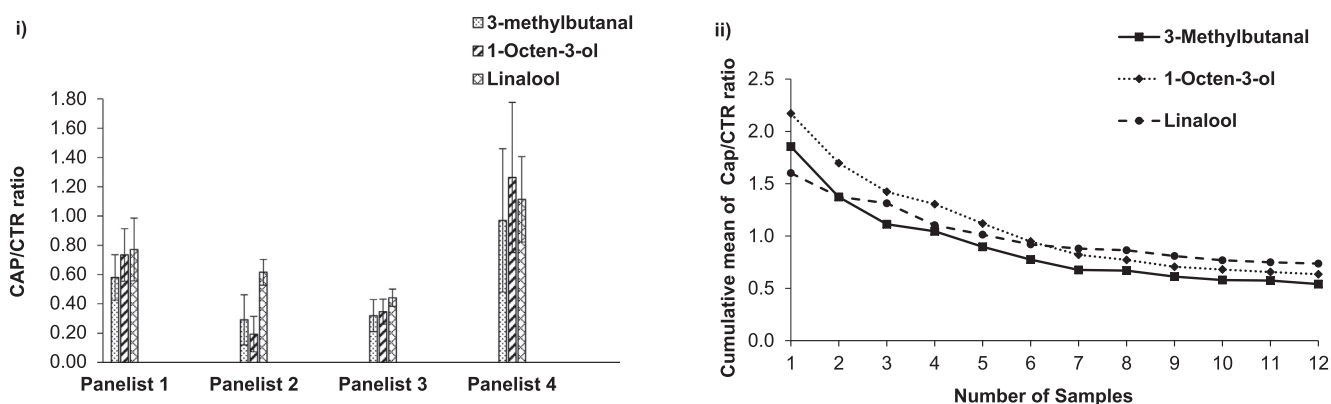 i)
3-methylbutanal
1-Octen-3-ol
Linalool
CAP/CTR ratio
1.80
1.60
1.40
1.20
1.00
0.80
0.60
0.40
0.20
0.00
Panelist 1 Panelist 2 Panelist 3 Panelist 4
ii)
3-Methylbutanal
1-Octen-3-ol
Linalool
Cumulative mean of Cap/CTR ratio
2.5
2.0
1.5
1.0
0.5
0.0
1 2 3 4 5 6 7 8 9 10 11 12
Number of Samples